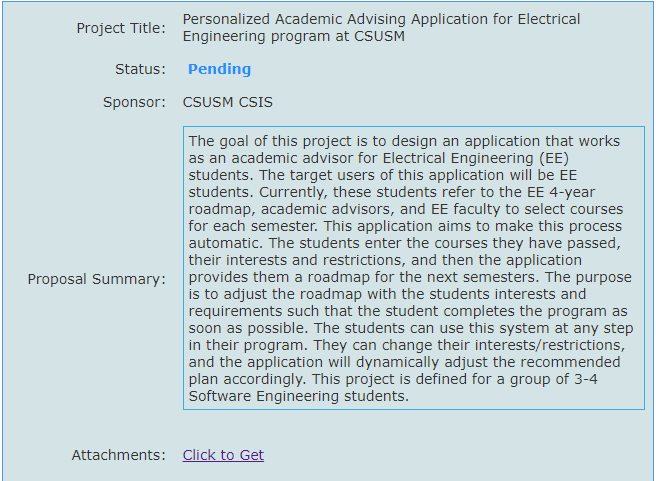 Project Title: Personalized Academic Advising Application for Electrical
Engineering program at CSUSM
Status: Pending
Sponsor: CSUSM CSIS
Proposal Summary:
The goal of this project is to design an application that works
as an academic advisor for Electrical Engineering (EE)
students. The target users of this application will be EE
students. Currently, these students refer to the EE 4-year
roadmap, academic advisors, and EE faculty to select courses
for each semester. This application aims to make this process
automatic. The students enter the courses they have passed,
their interests and restrictions, and then the application
provides them a roadmap for the next semesters. The purpose
is to adjust the roadmap with the students interests and
requirements such that the student completes the program as
soon as possible. The students can use this system at any step
in their program. They can change their interests/restrictions,
and the application will dynamically adjust the recommended
plan accordingly. This project is defined for a group of 3-4
Software Engineering students.
Attachments: Click to Get